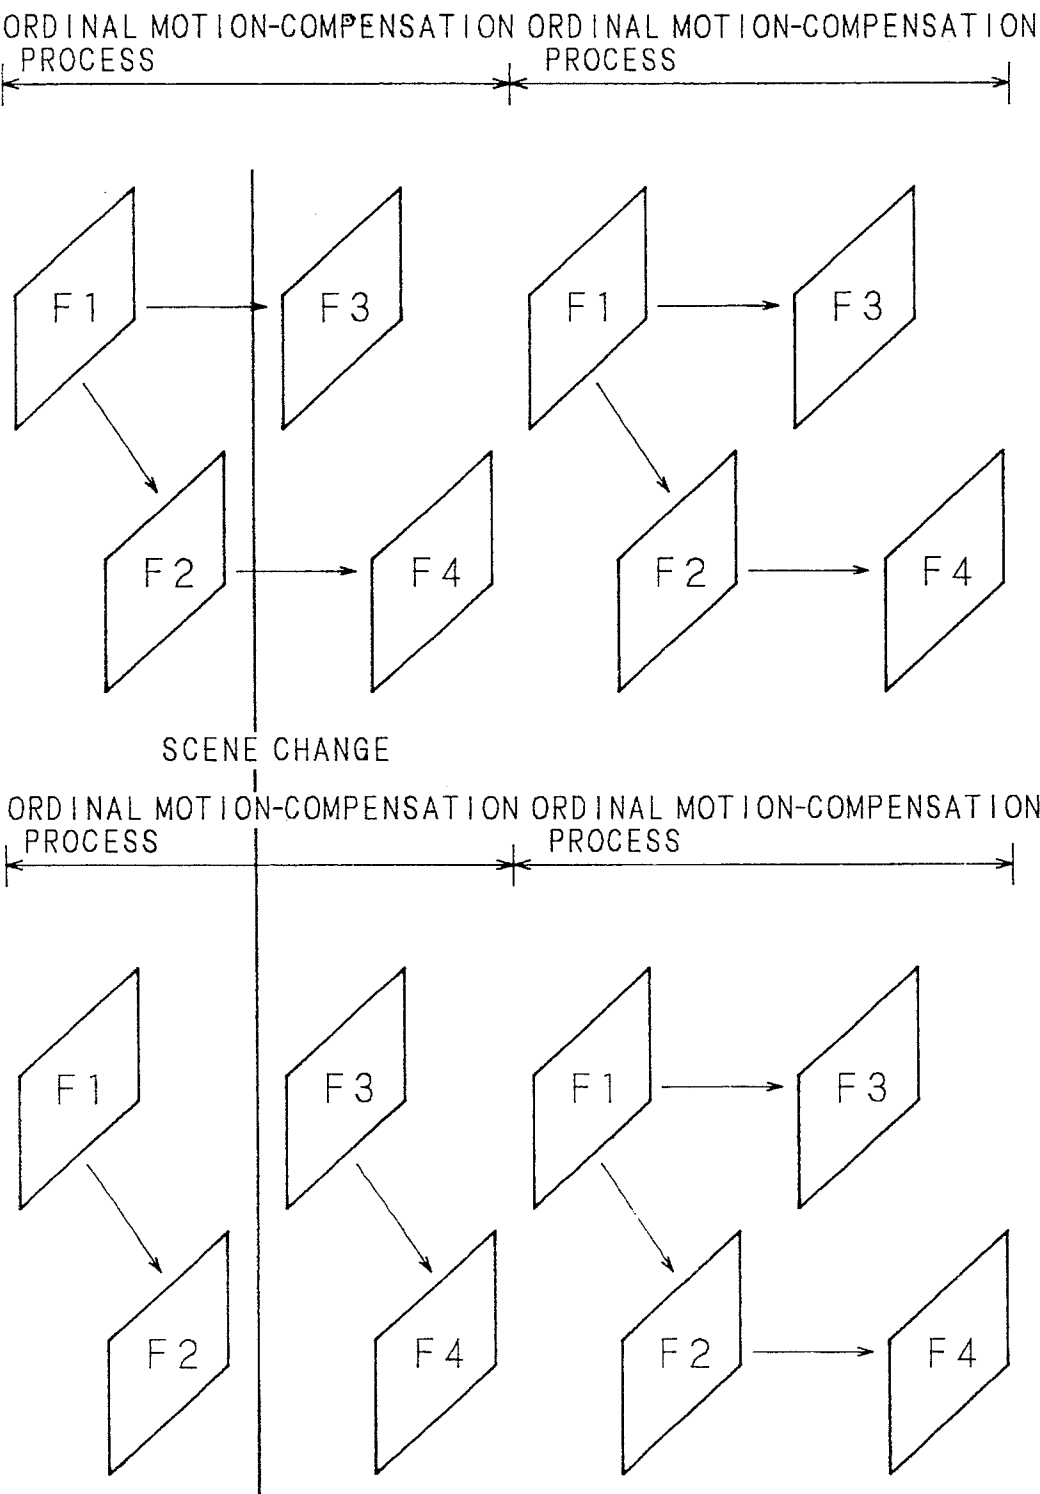 ORDINAL MOTION-COMPENSATION ORDINAL MOTION-COMPENSATION
PROCESS PROCESS
F1 F3 F1 F3
F2 F4 F2 F4
SCENE CHANGE
ORDINAL MOTION-COMPENSATION ORDINAL MOTION-COMPENSATION
PROCESS PROCESS
F1 F3 F1 F3
F2 F4 F2 F4